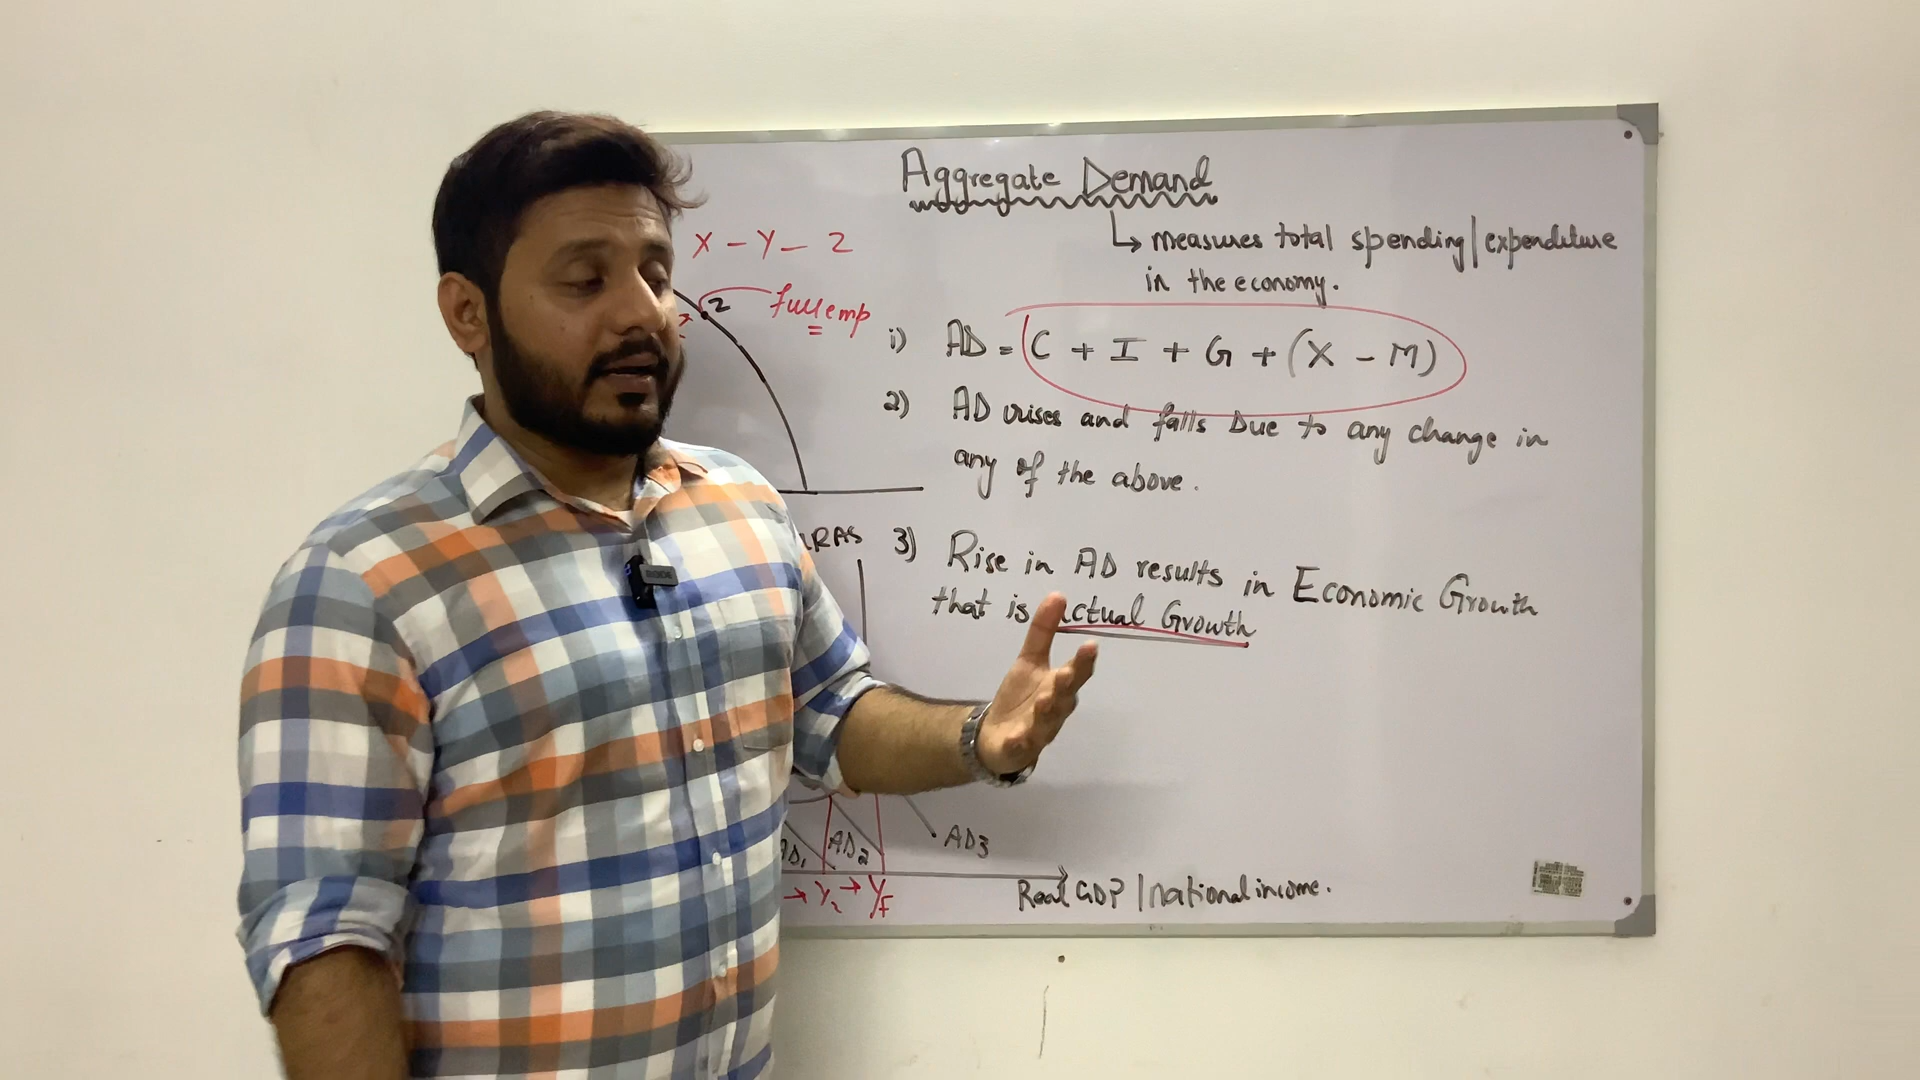 Aggregate Demand
↳ measures total spending/expenditure
in the economy.
X – Y – Z
Z
full emp
i) AD = C + I + G + (X – M)
2) AD rises and falls Due to any change in
any of the above.
LRAS
3) Rise in AD results in Economic Growth
that is Actual Growth
AD1
AD2
AD3
→ Y2 → YF
Real GDP / national income.